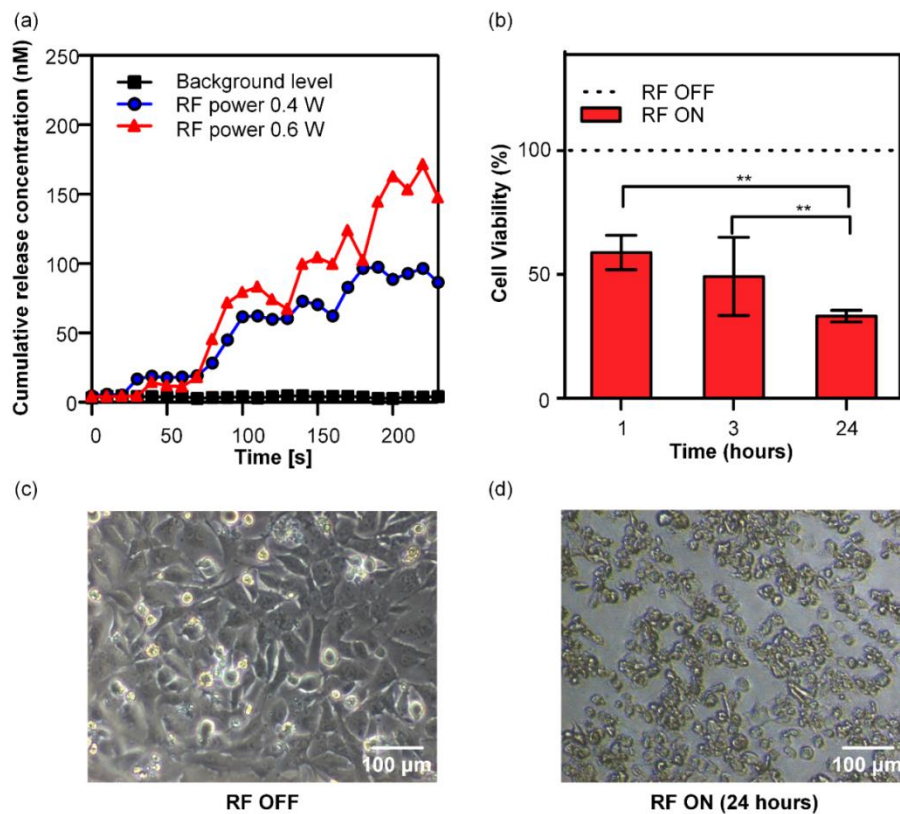 (a)
Cumulative release concentration (nM)
250
200
150
100
50
0
Background level
RF power 0.4 W
RF power 0.6 W
0 50 100 150 200
Time [s]
(b)
Cell Viability (%)
100
50
0
RF OFF
RF ON
**
**
1 3 24
Time (hours)
(c)
100 µm
RF OFF
(d)
100 µm
RF ON (24 hours)